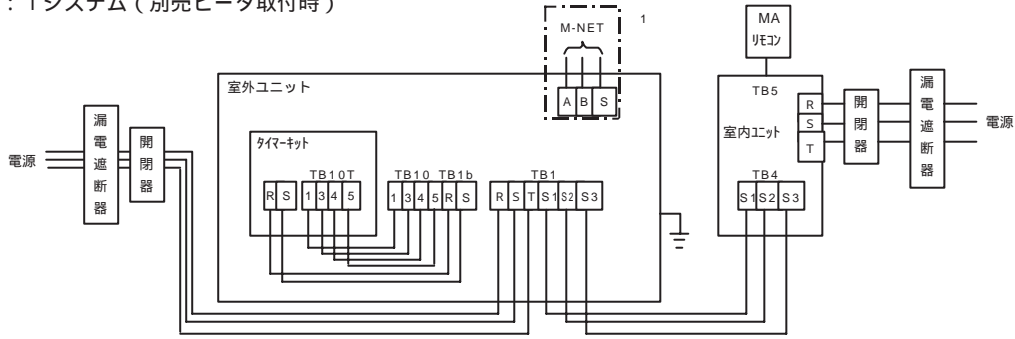 ：1システム（別売ヒータ取付時）
M-NET
1
A B S
MA
リモコン
室外ユニット
TB5
R
S
T
室内ユニット
開閉器
漏電遮断器
電源
電源
漏電遮断器
開閉器
タイマーキット
R S
TB10T
1 3 4 5
TB10
1 3 4 5
TB1b
R S
TB1
R S T S1 S2 S3
TB4
S1 S2 S3